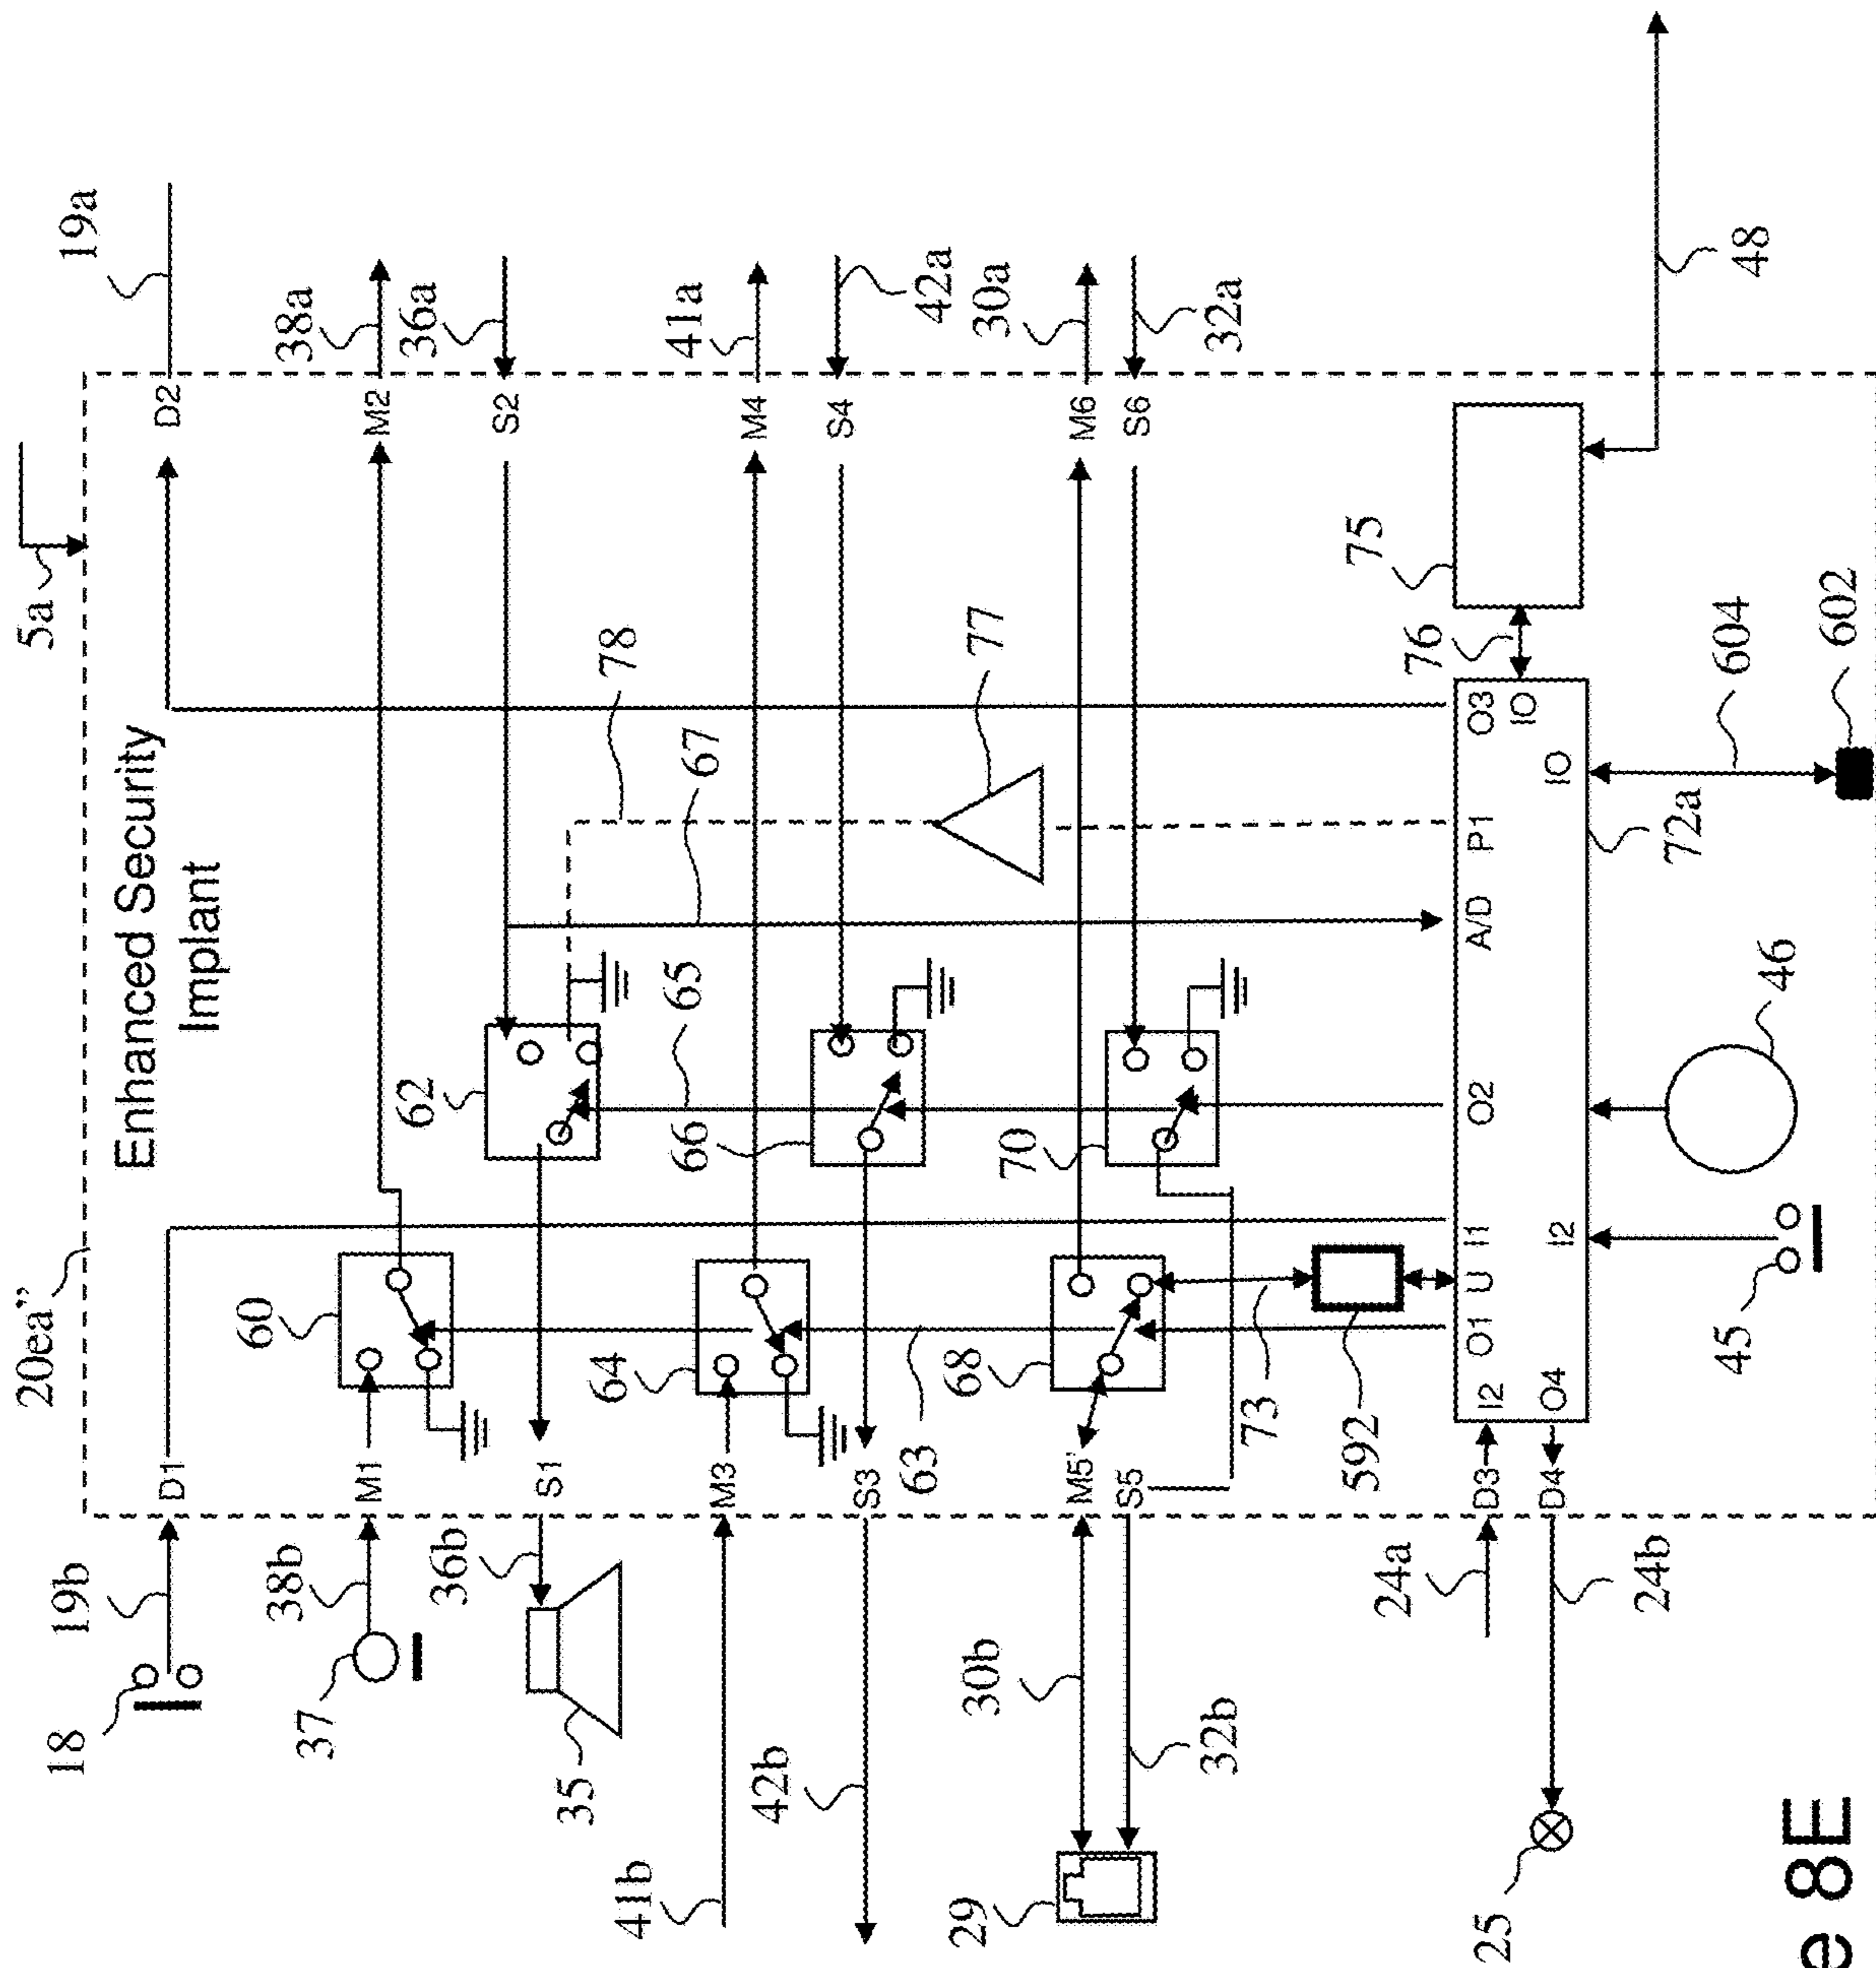 5a
20ea”
Enhanced Security
Implant
18
19b
D1
D2
19a
37
38b
M1
60
M2
38a
35
36b
S1
62
S2
36a
78
67
65
41b
M3
64
M4
41a
42b
S3
66
S4
42a
63
77
29
30b
M5'
68
M6
30a
32b
S5
70
S6
32a
73
592
75
76
24a
D3
I2
O1
U
I1
O2
A/D
P1
O3
IO
25
24b
D4
O4
I2
IO
72a
604
602
45
46
48
e 8E